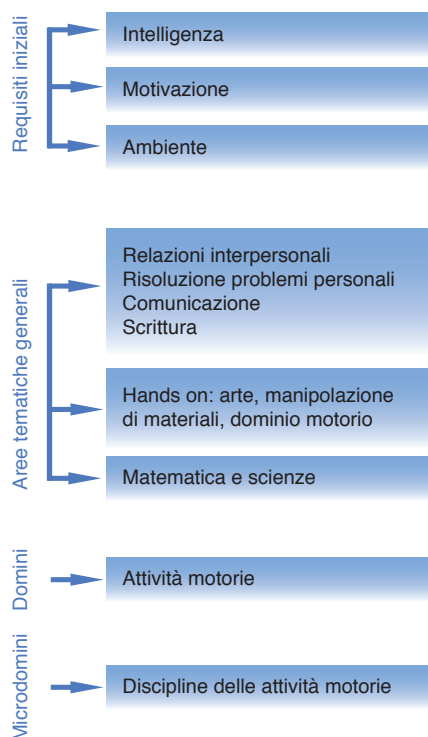 Requisiti iniziali
Intelligenza
Motivazione
Ambiente
Aree tematiche generali
Relazioni interpersonali
Risoluzione problemi personali
Comunicazione
Scrittura
Hands on: arte, manipolazione
di materiali, dominio motorio
Matematica e scienze
Domini
Attività motorie
Microdomini
Discipline delle attività motorie